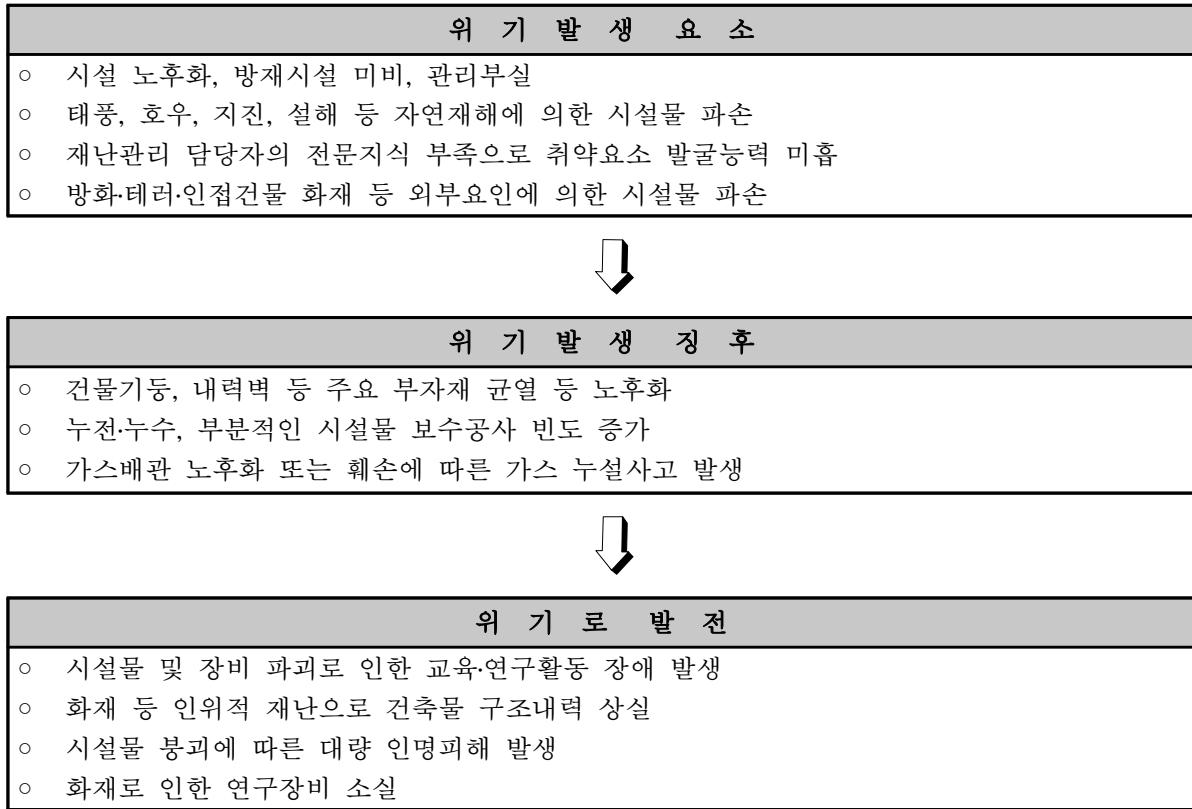 위 기 발 생 요 소
○ 시설 노후화, 방재시설 미비, 관리부실
○ 태풍, 호우, 지진, 설해 등 자연재해에 의한 시설물 파손
○ 재난관리 담당자의 전문지식 부족으로 취약요소 발굴능력 미흡
○ 방화·테러·인접건물 화재 등 외부요인에 의한 시설물 파손
위 기 발 생 징 후
○ 건물기둥, 내력벽 등 주요 부자재 균열 등 노후화
○ 누전·누수, 부분적인 시설물 보수공사 빈도 증가
○ 가스배관 노후화 또는 훼손에 따른 가스 누설사고 발생
위 기 로 발 전
○ 시설물 및 장비 파괴로 인한 교육·연구활동 장애 발생
○ 화재 등 인위적 재난으로 건축물 구조내력 상실
○ 시설물 붕괴에 따른 대량 인명피해 발생
○ 화재로 인한 연구장비 소실